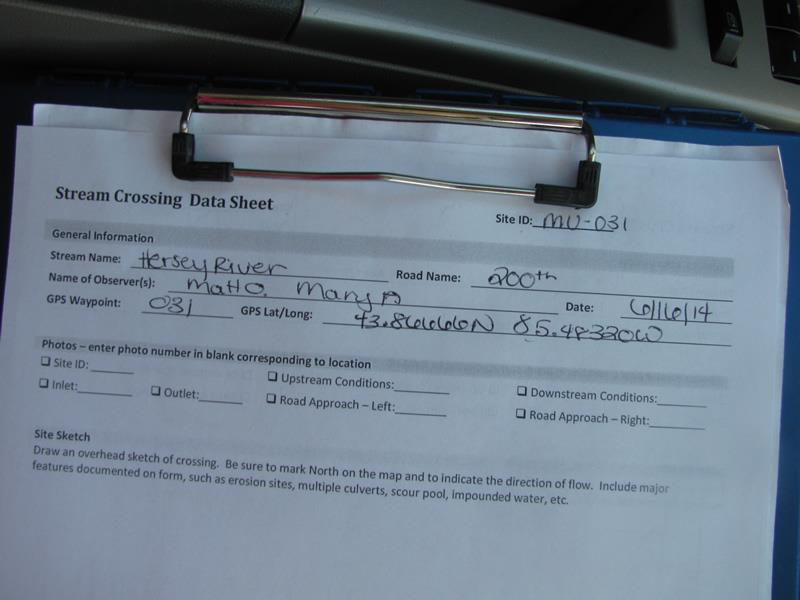 Stream Crossing Data Sheet
Site ID: MU-031
General Information
Stream Name: Hersey River Road Name: 200th
Name of Observer(s): Matt O. Mary D Date: 6/16/14
GPS Waypoint: 031 GPS Lat/Long: 43.86666N 85.48320W
Photos – enter photo number in blank corresponding to location
☐ Site ID: ☐ Upstream Conditions: ☐ Downstream Conditions:
☐ Inlet: ☐ Outlet: ☐ Road Approach – Left: ☐ Road Approach – Right:
Site Sketch
Draw an overhead sketch of crossing. Be sure to mark North on the map and to indicate the direction of flow. Include major
features documented on form, such as erosion sites, multiple culverts, scour pool, impounded water, etc.